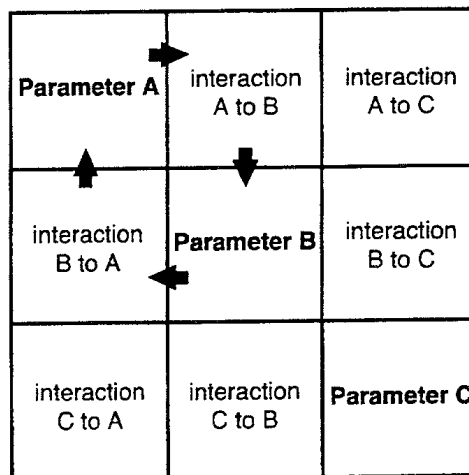 Parameter A
interaction
A to B
interaction
A to C
interaction
B to A
Parameter B
interaction
B to C
interaction
C to A
interaction
C to B
Parameter C